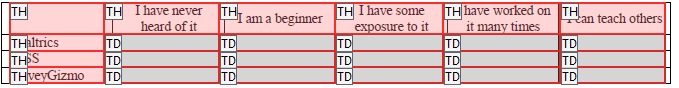 TH TH I have never heard of it TH I am a beginner TH I have some exposure to it TH have worked on it many times TH can teach others
TH altrics TD TD TD TD TD
TH SS TD TD TD TD TD
TH veyGizmo TD TD TD TD TD